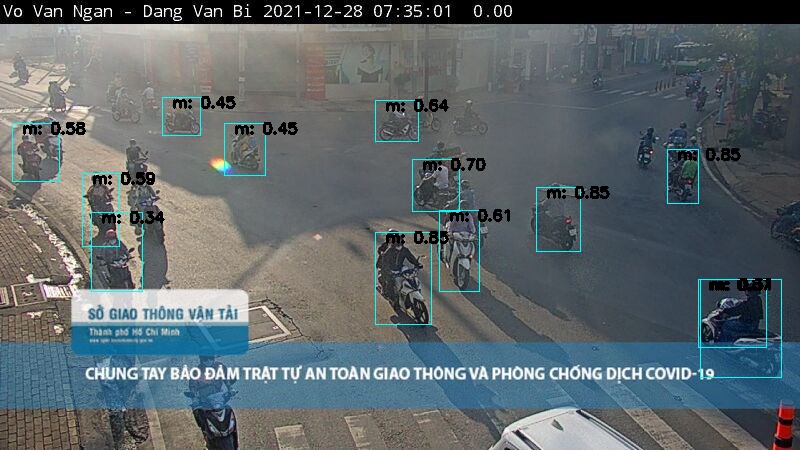 Vo Van Ngan - Dang Van Bi 2021-12-28 07:35:01 0.00
m: 0.45
m: 0.64
m: 0.58
m: 0.45
m: 0.70
m: 0.85
m: 0.59
m: 0.85
m: 0.34
m: 0.61
m: 0.85
SỞ GIAO THÔNG VẬN TẢI
Thành phố Hồ Chí Minh
CHUNG TAY BẢO ĐẢM TRẬT TỰ AN TOÀN GIAO THÔNG VÀ PHÒNG CHỐNG DỊCH COVID-19